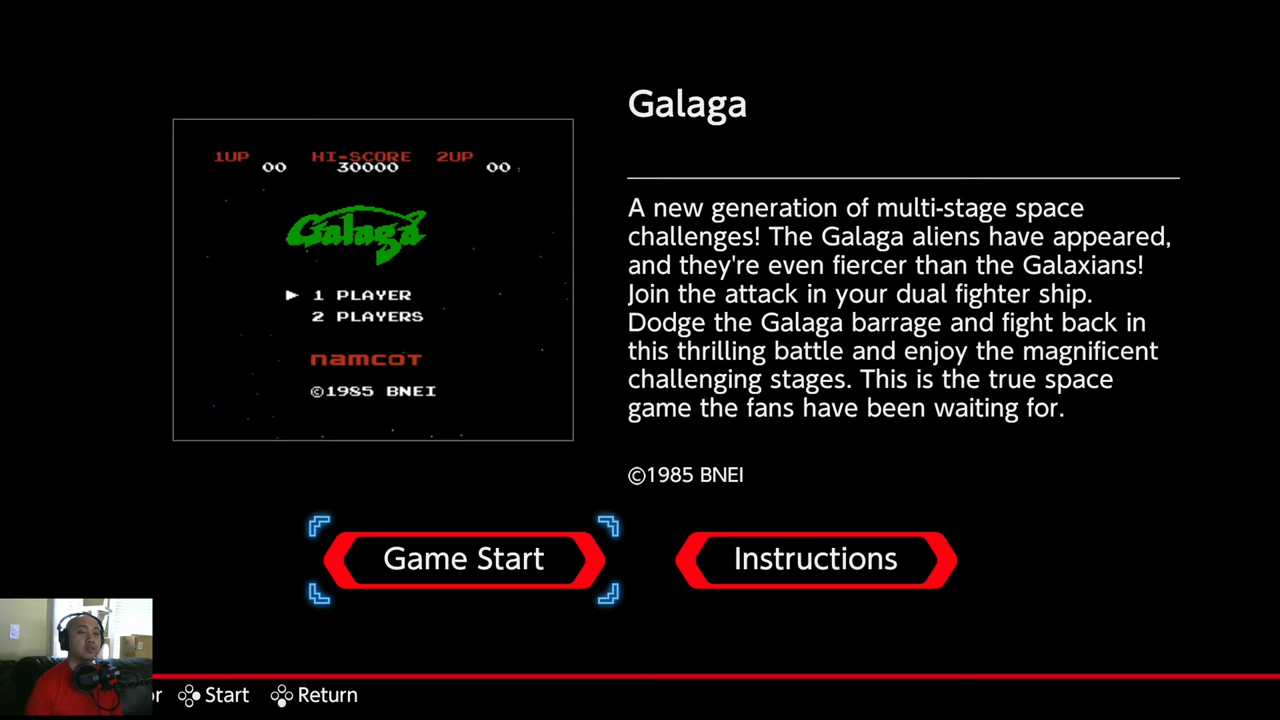 Galaga
1UP HI-SCORE 2UP
00 30000 00
Galaga
1 PLAYER
2 PLAYERS
namcot
©1985 BNEI
A new generation of multi-stage space
challenges! The Galaga aliens have appeared,
and they're even fiercer than the Galaxians!
Join the attack in your dual fighter ship.
Dodge the Galaga barrage and fight back in
this thrilling battle and enjoy the magnificent
challenging stages. This is the true space
game the fans have been waiting for.
©1985 BNEI
Game Start
Instructions
Start Return